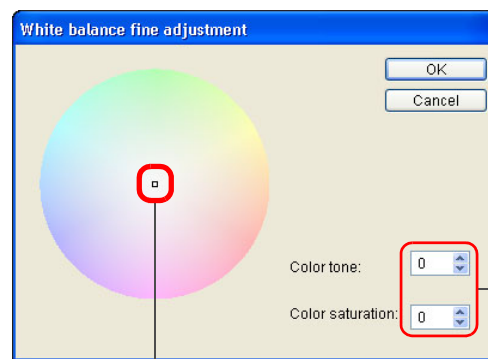 White balance fine adjustment
OK
Cancel
Color tone: 0
Color saturation: 0